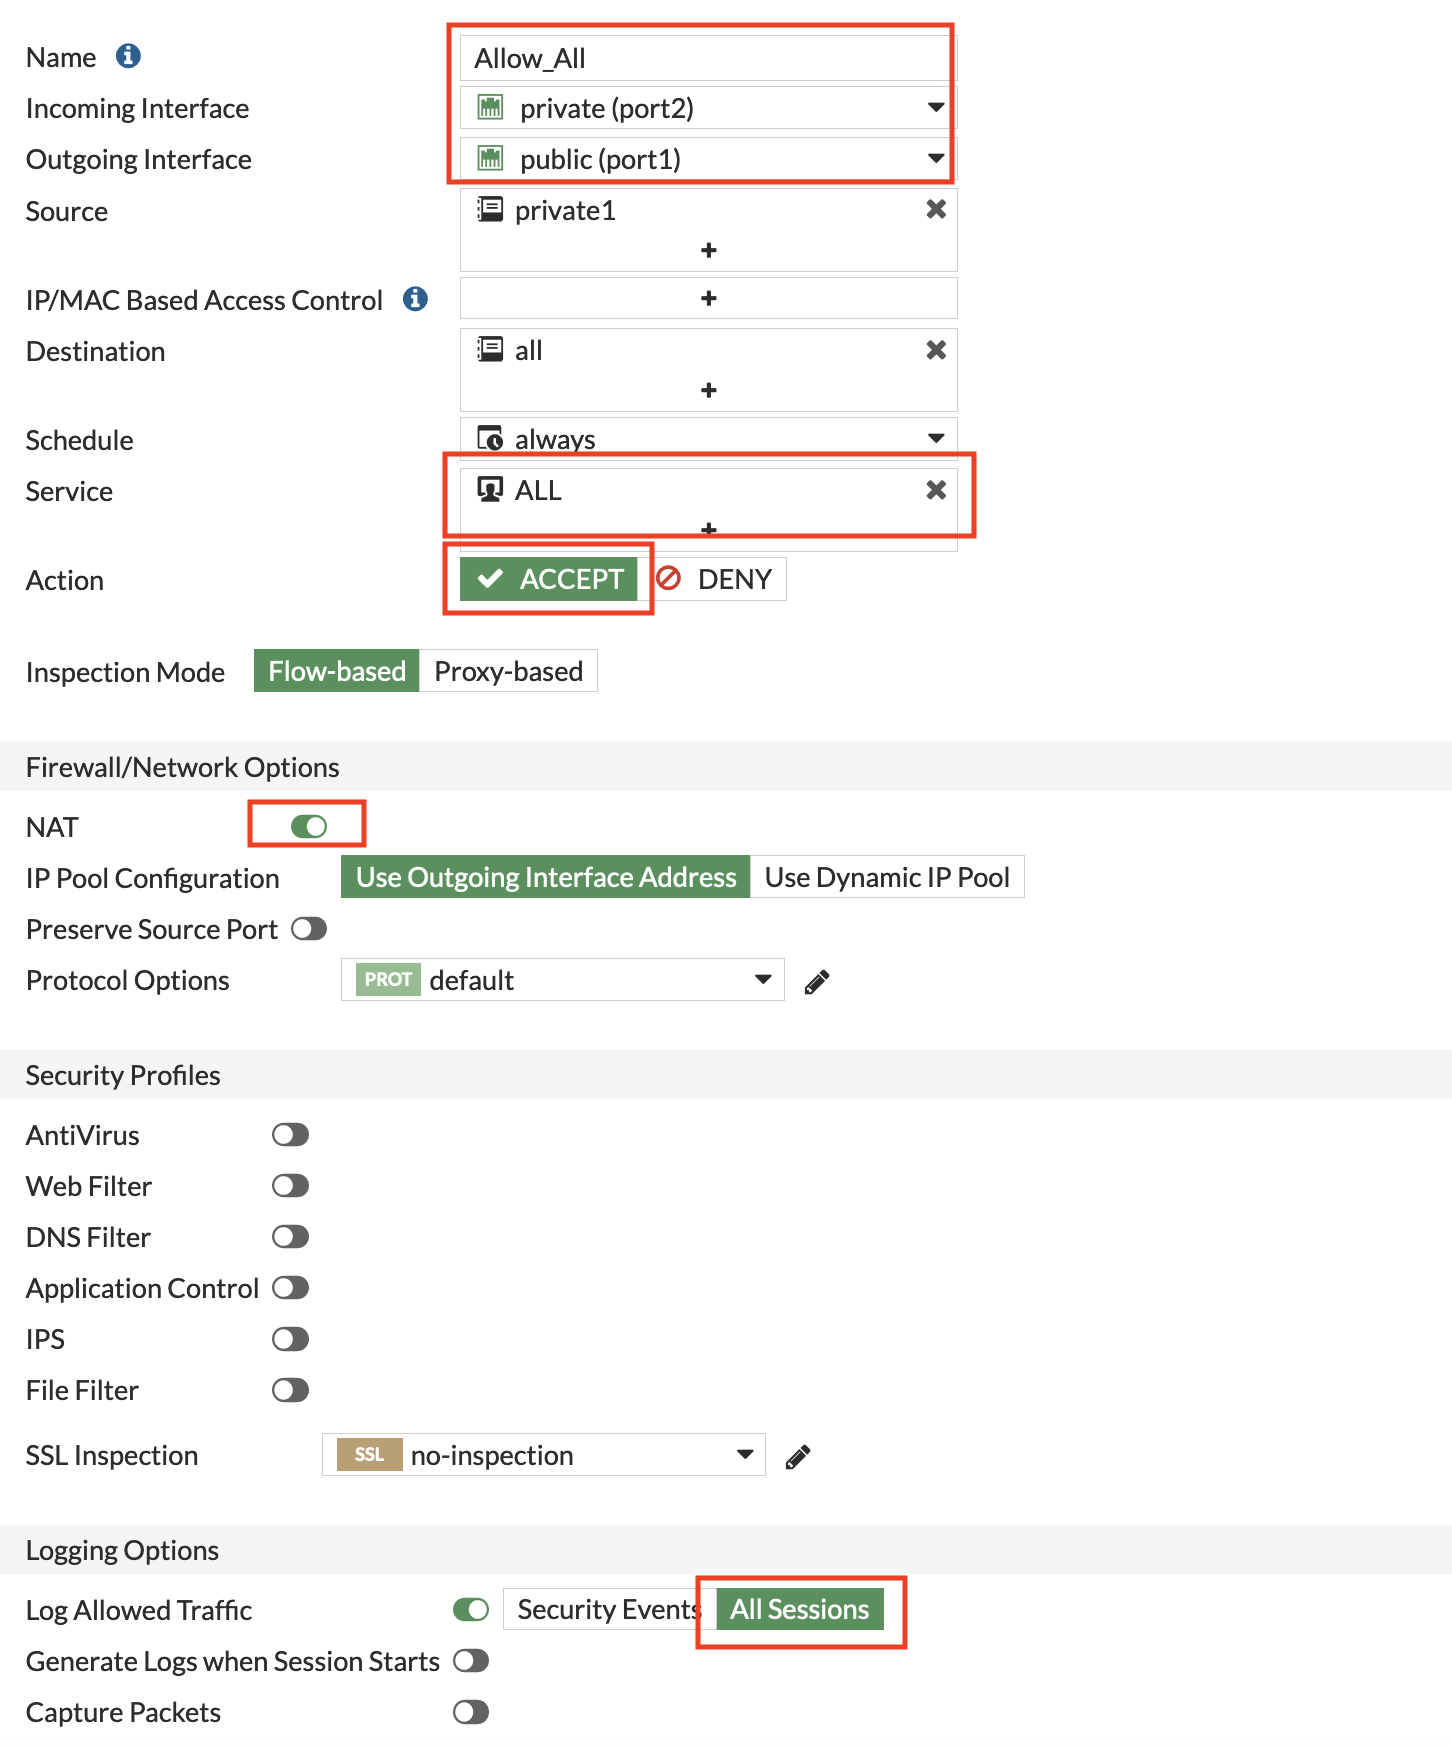 Name Allow_All
Incoming Interface private (port2)
Outgoing Interface public (port1)
Source private1
+
IP/MAC Based Access Control +
Destination all
+
Schedule always
Service ALL
+
Action ACCEPT DENY
Inspection Mode Flow-based Proxy-based
Firewall/Network Options
NAT
IP Pool Configuration Use Outgoing Interface Address Use Dynamic IP Pool
Preserve Source Port
Protocol Options PROT default
Security Profiles
AntiVirus
Web Filter
DNS Filter
Application Control
IPS
File Filter
SSL Inspection SSL no-inspection
Logging Options
Log Allowed Traffic Security Events All Sessions
Generate Logs when Session Starts
Capture Packets